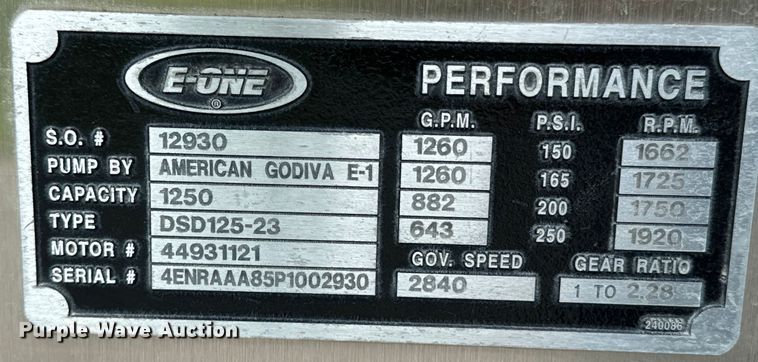 E-ONE
®
PERFORMANCE
G.P.M. P.S.I. R.P.M.
S.O. # 12930 1260 150 1662
PUMP BY AMERICAN GODIVA E-1 1260 165 1725
CAPACITY 1250 882 200 1750
TYPE DSD125-23 643 250 1920
MOTOR # 44931121 GOV. SPEED GEAR RATIO
SERIAL # 4ENRAAA85P1002930 2840 1 TO 2.28
Purple Wave Auction
240086